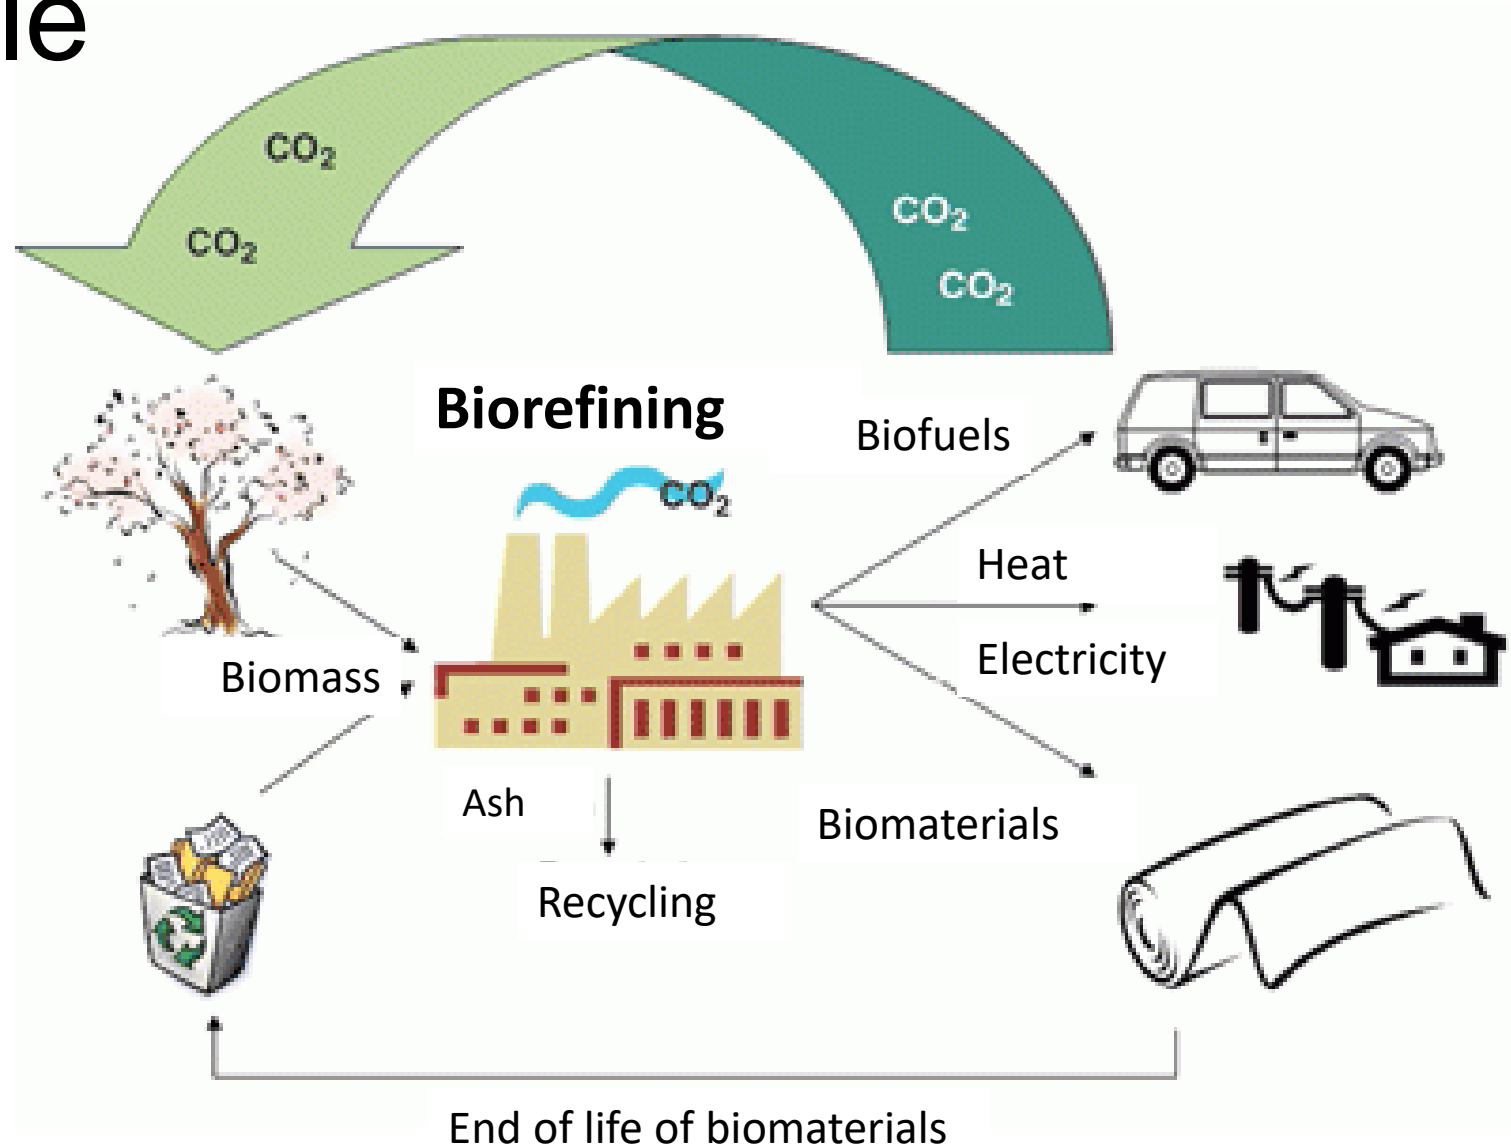 le
CO₂
CO₂
CO₂
CO₂
Biorefining
Biofuels
CO₂
Heat
Electricity
Biomass
Ash
Biomaterials
Recycling
End of life of biomaterials